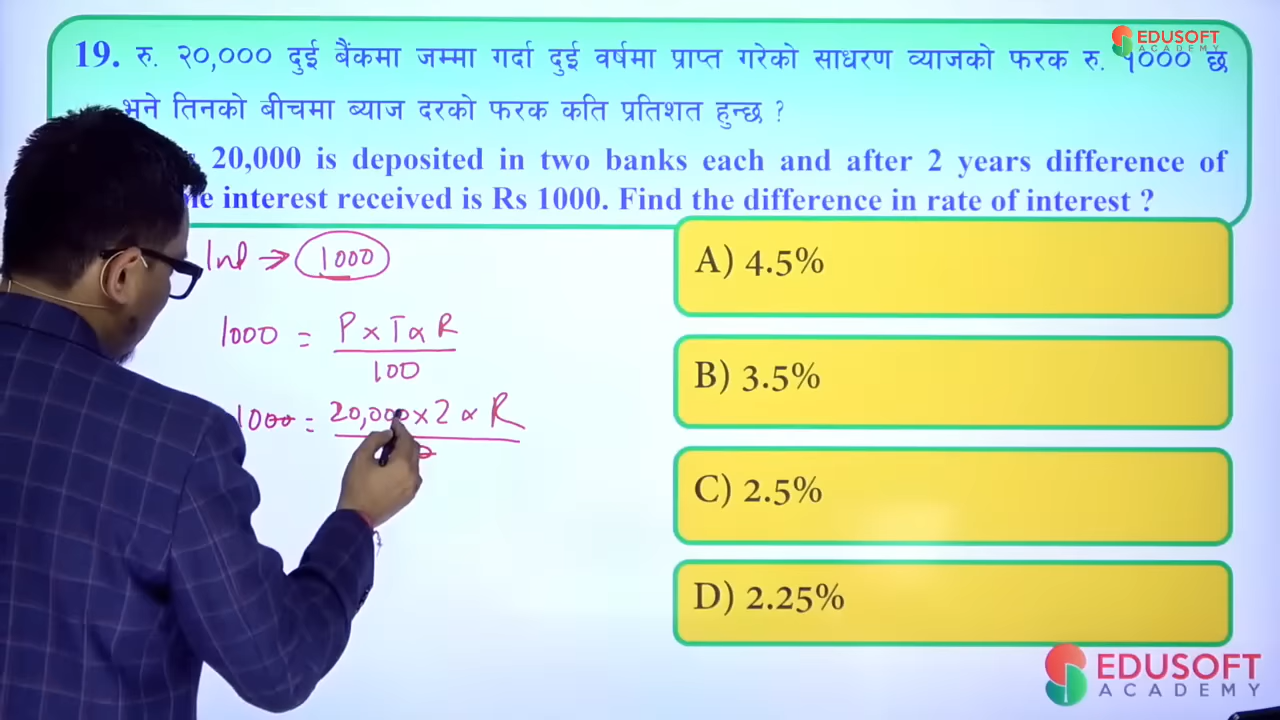 19. रु. २०,००० दुई बैंकमा जम्मा गर्दा दुई वर्षमा प्राप्त गरेको साधरण व्याजको फरक रु. १००० छ
भने तिनको बीचमा ब्याज दरको फरक कति प्रतिशत हुन्छ ?
20,000 is deposited in two banks each and after 2 years difference of
interest received is Rs 1000. Find the difference in rate of interest ?
EDUSOFT
ACADEMY
Int → 1000
1000 = P × T × R
100
1000 = 20,000 × 2 × R
A) 4.5%
B) 3.5%
C) 2.5%
D) 2.25%
EDUSOFT
ACADEMY